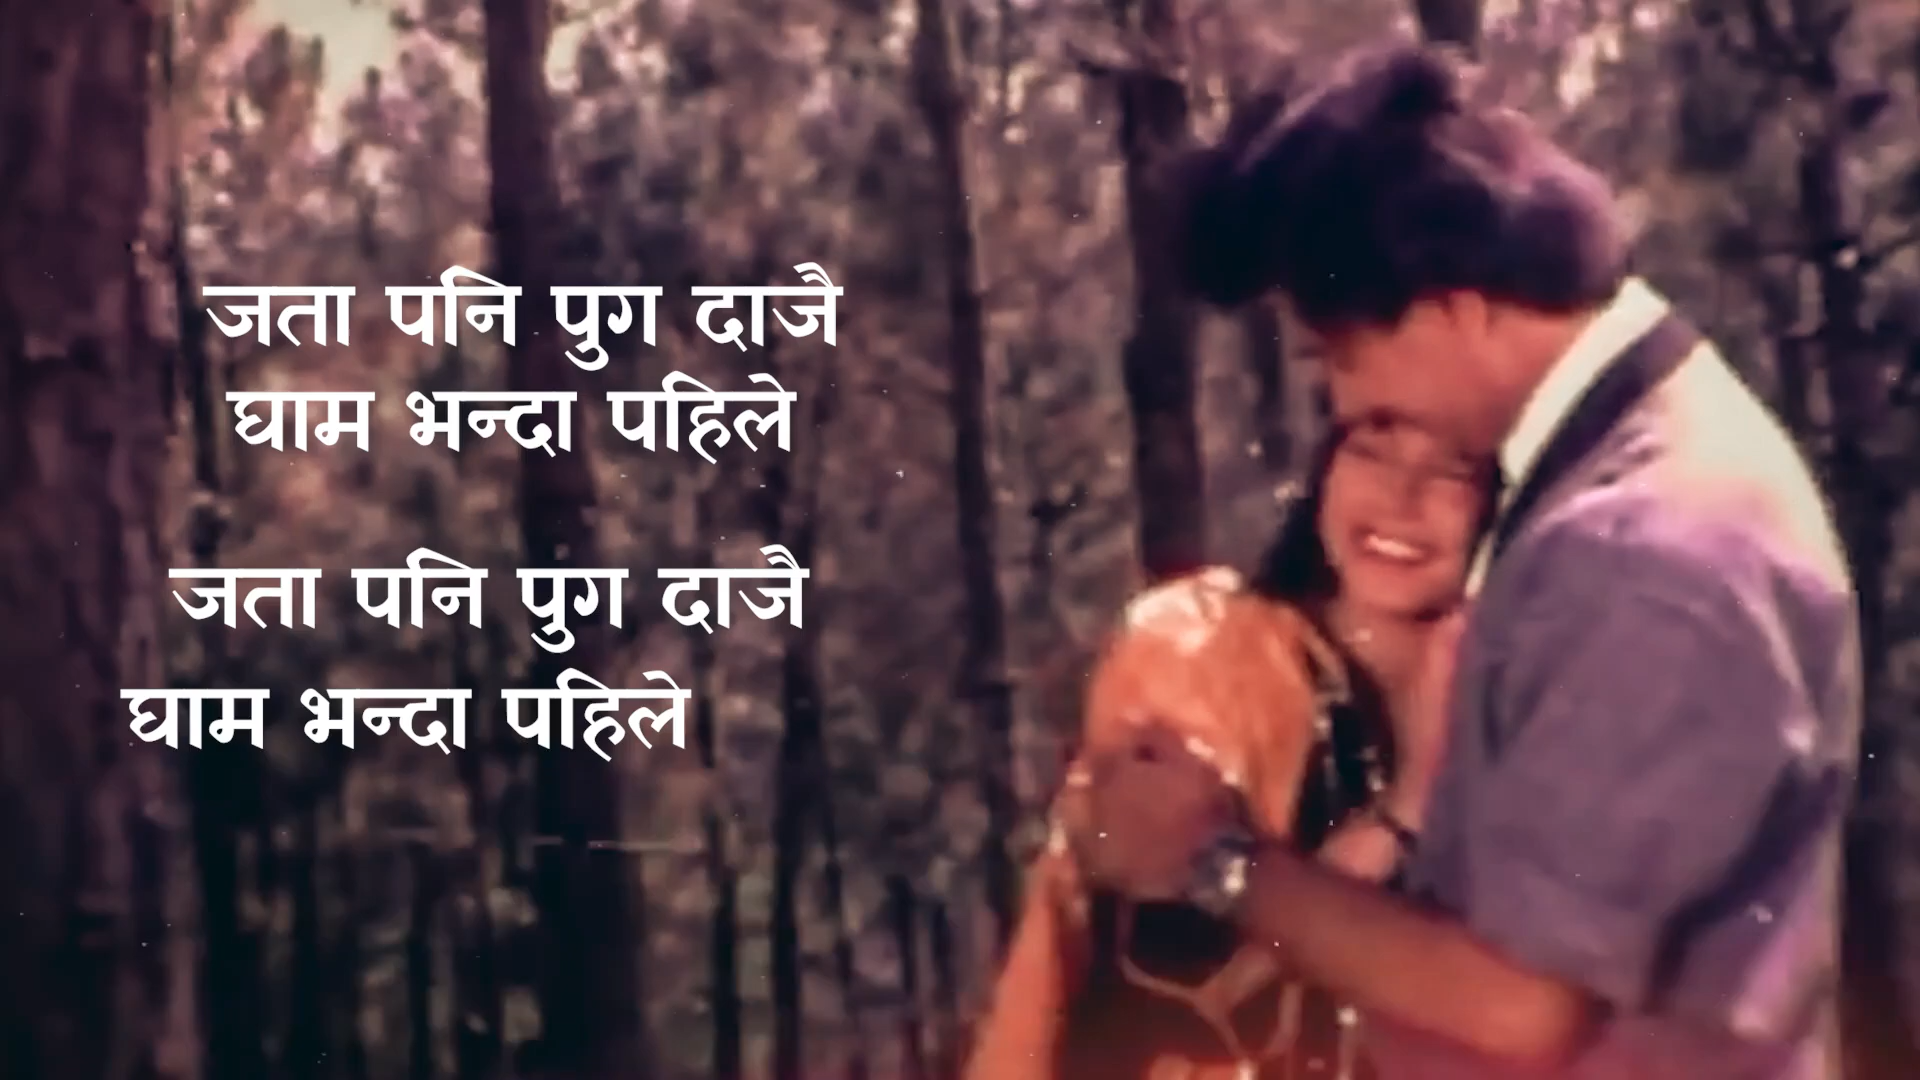 जता पनि पुग दाजै
घाम भन्दा पहिले
जता पनि पुग दाजै
घाम भन्दा पहिले